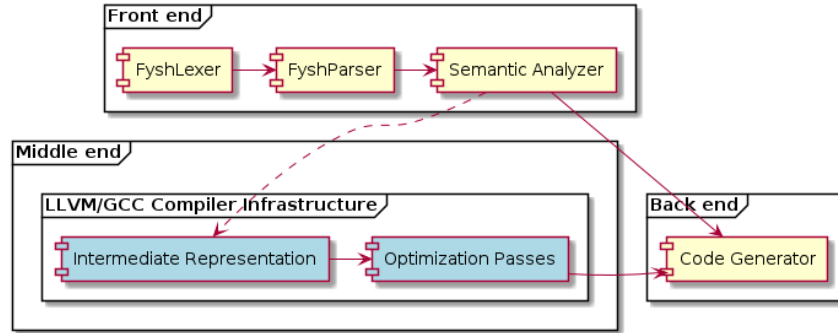 Front end
FyshLexer
FyshParser
Semantic Analyzer
Middle end
LLVM/GCC Compiler Infrastructure
Intermediate Representation
Optimization Passes
Back end
Code Generator